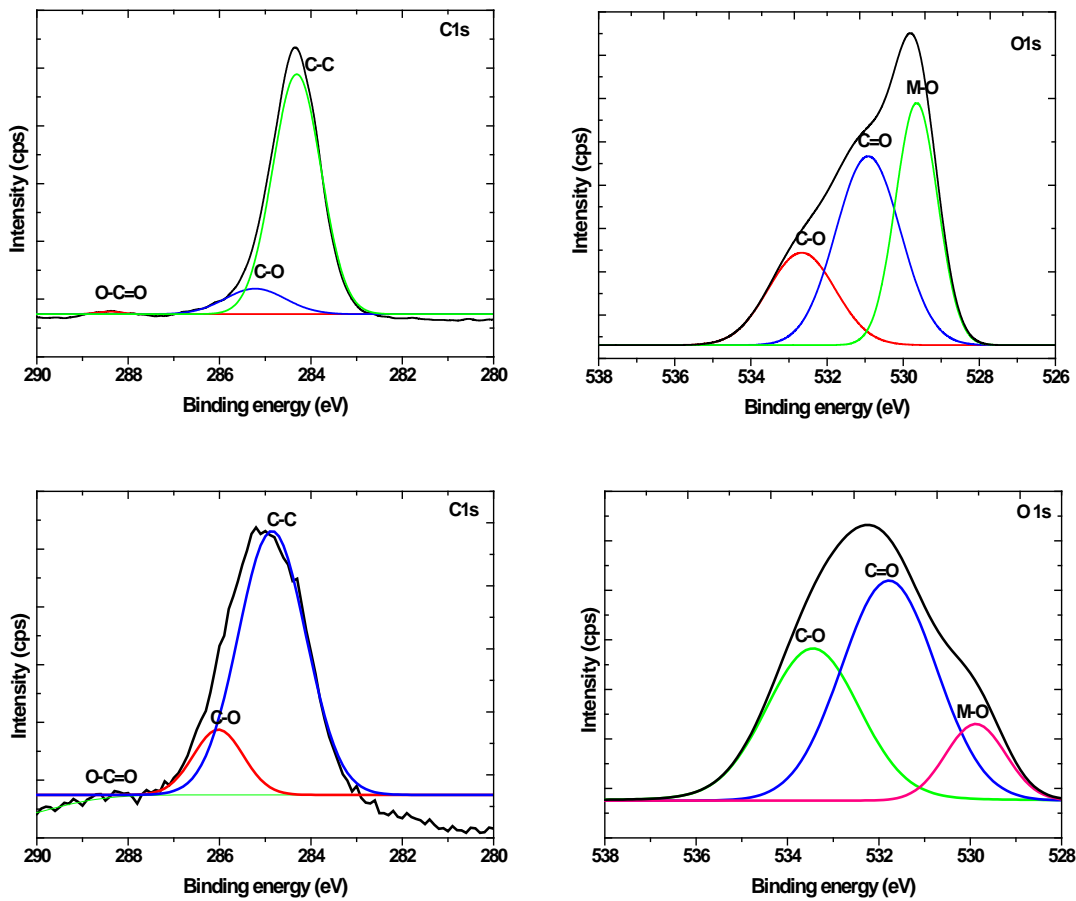 C1s
C-C
C-O
O-C=O
Intensity (cps)
290 288 286 284 282 280
Binding energy (eV)
O1s
M-O
C=O
C-O
Intensity (cps)
538 536 534 532 531 530 529 528 526
Binding energy (eV)
C1s
C-C
C-O
O-C=O
Intensity (cps)
290 288 286 284 282 280
Binding energy (eV)
O 1s
C=O
C-O
M-O
Intensity (cps)
538 534 532 530 528
Binding energy (eV)